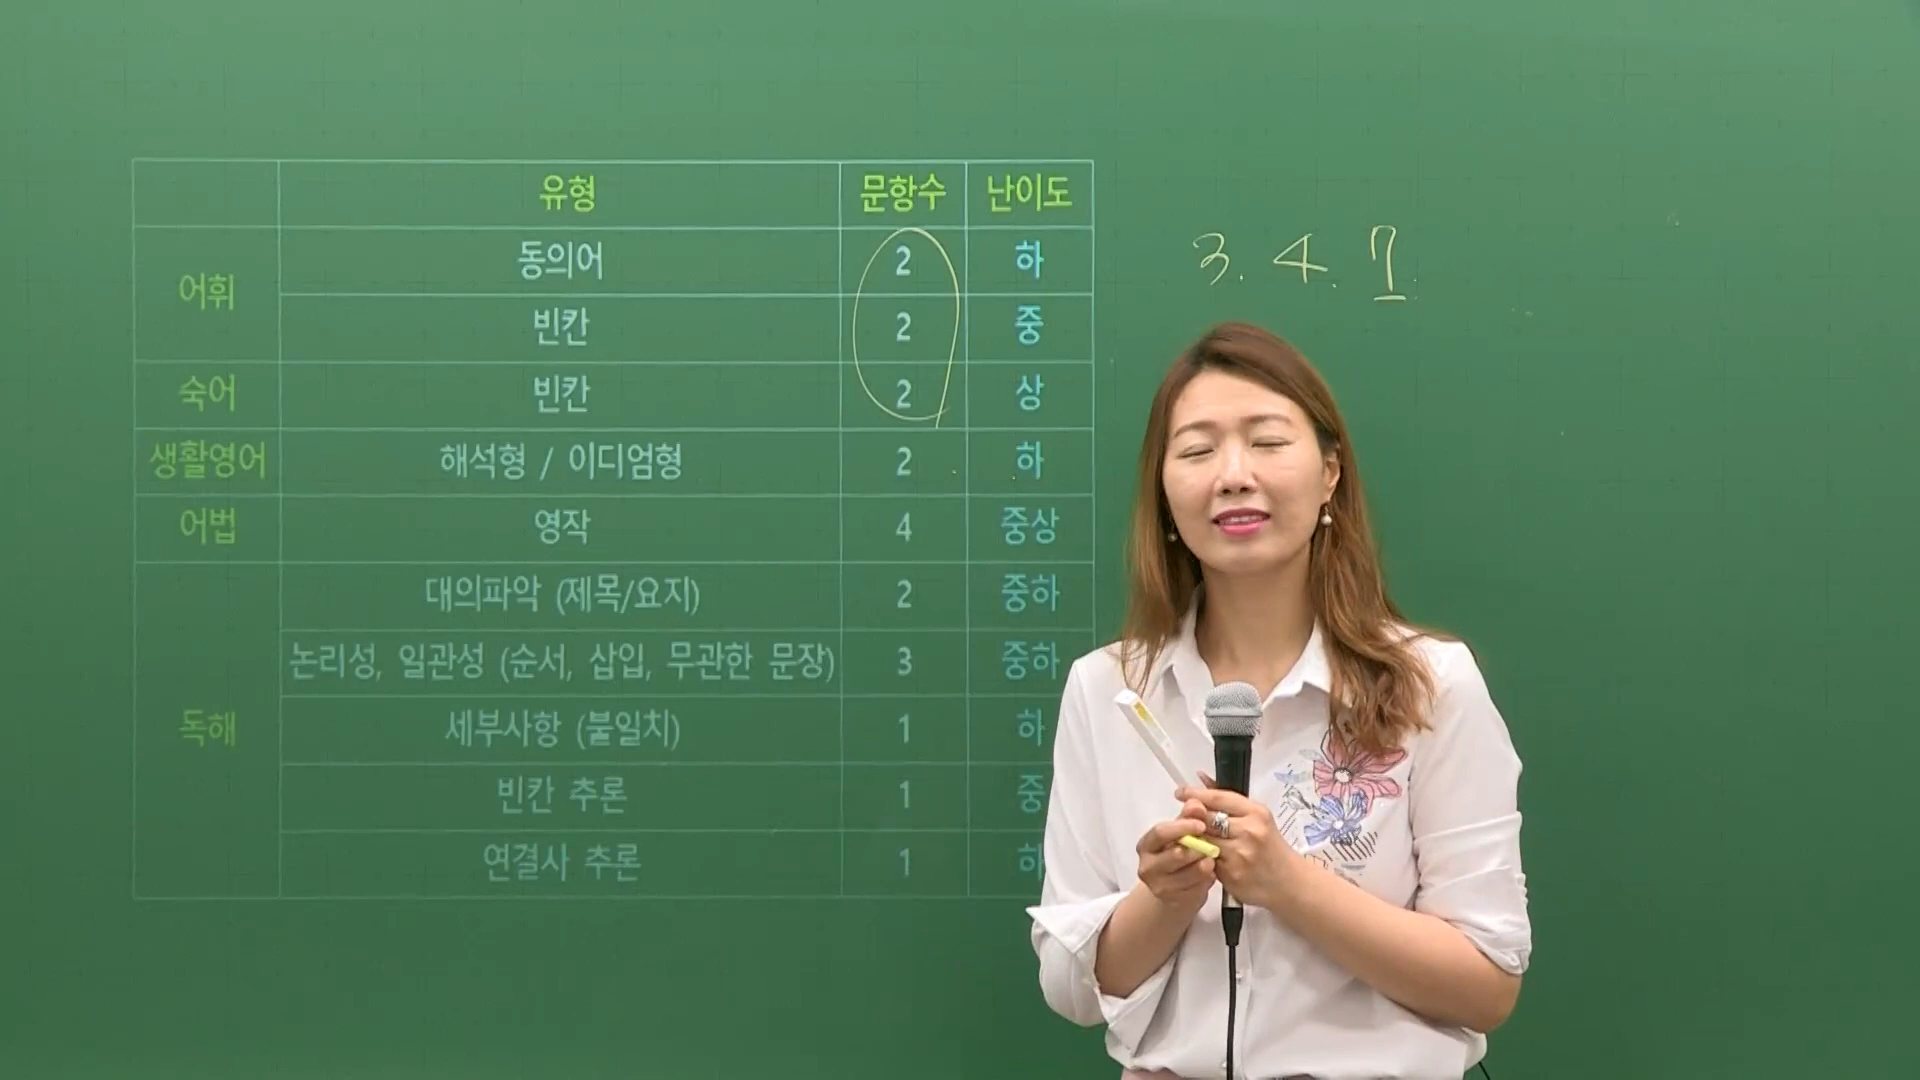 유형 문항수 난이도
어휘 동의어 2 하
빈칸 2 중
숙어 빈칸 2 상
생활영어 해석형 / 이디엄형 2 하
어법 영작 4 중상
독해 대의파악 (제목/요지) 2 중하
논리성, 일관성 (순서, 삽입, 무관한 문장) 3 중하
세부사항 (불일치) 1 하
빈칸 추론 1 중
연결사 추론 1 하
3. 4. 7.